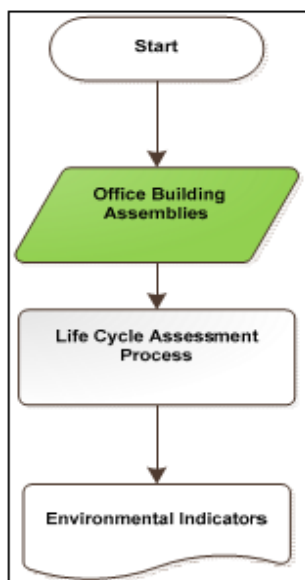 Start
Office Building
Assemblies
Life Cycle Assessment
Process
Environmental Indicators